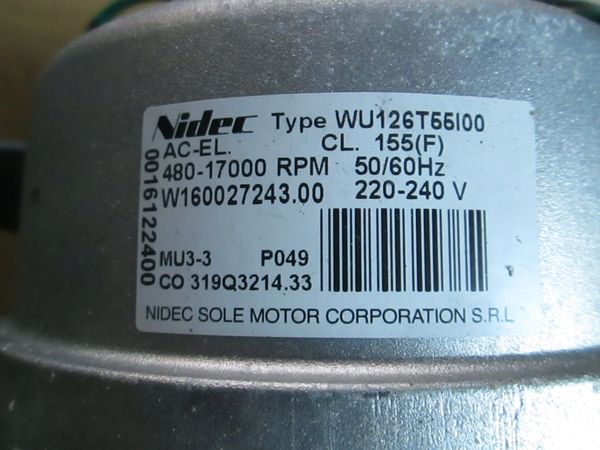 Nidec Type WU126T55I00
AC-EL. CL. 155(F)
480-17000 RPM 50/60Hz
W160027243.00 220-240 V
MU3-3 P049
CO 319Q3214.33
NIDEC SOLE MOTOR CORPORATION S.R.L
0016122400